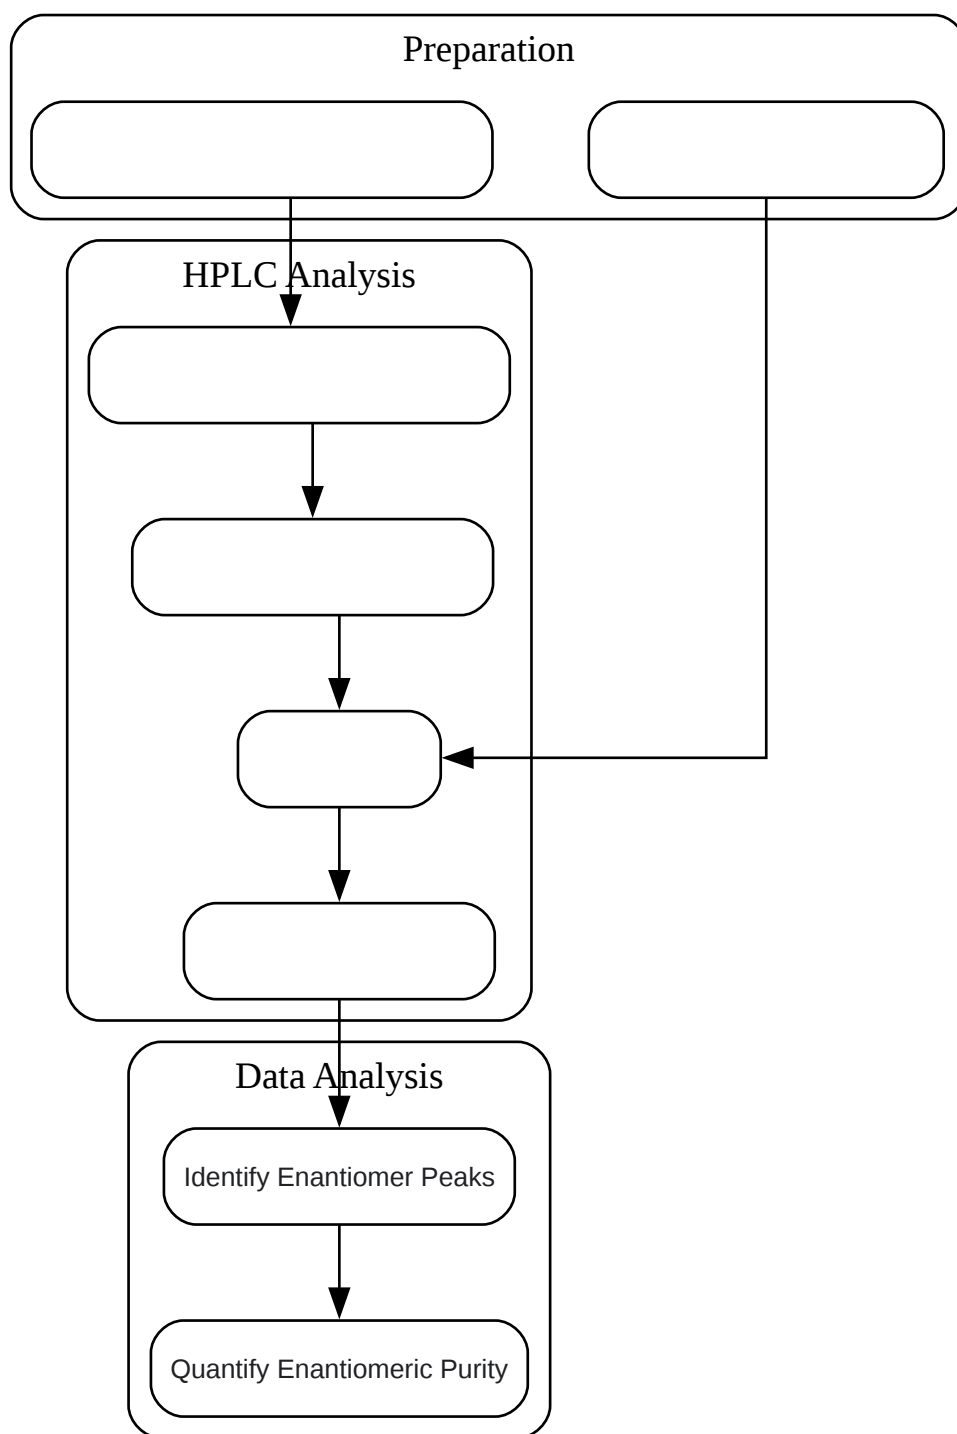 Preparation
HPLC Analysis
Data Analysis
Identify Enantiomer Peaks
Quantify Enantiomeric Purity